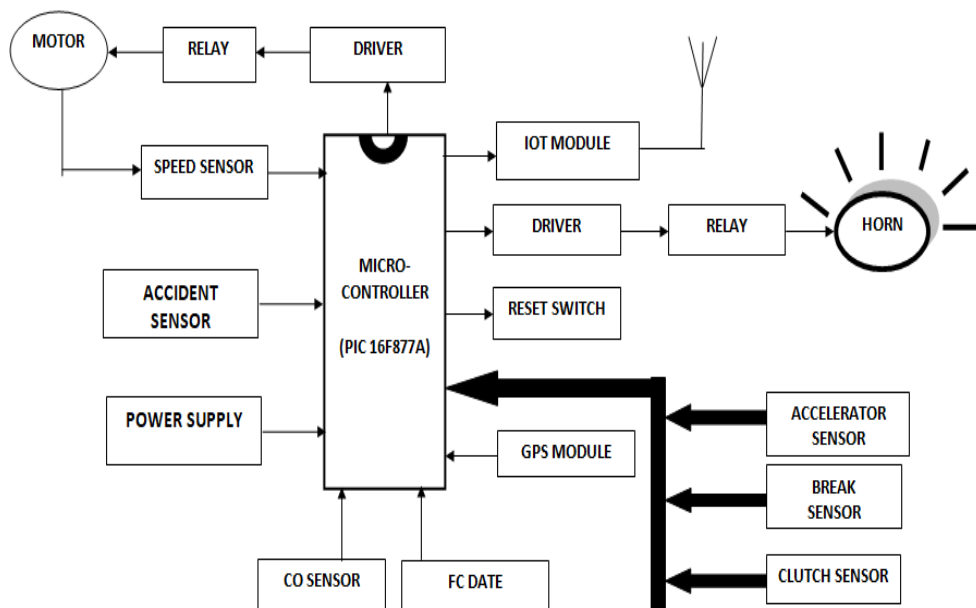 MOTOR
RELAY
DRIVER
SPEED SENSOR
IOT MODULE
DRIVER
RELAY
HORN
MICRO-
CONTROLLER
(PIC 16F877A)
ACCIDENT
SENSOR
RESET SWITCH
POWER SUPPLY
GPS MODULE
ACCELERATOR
SENSOR
BREAK
SENSOR
CLUTCH SENSOR
CO SENSOR
FC DATE